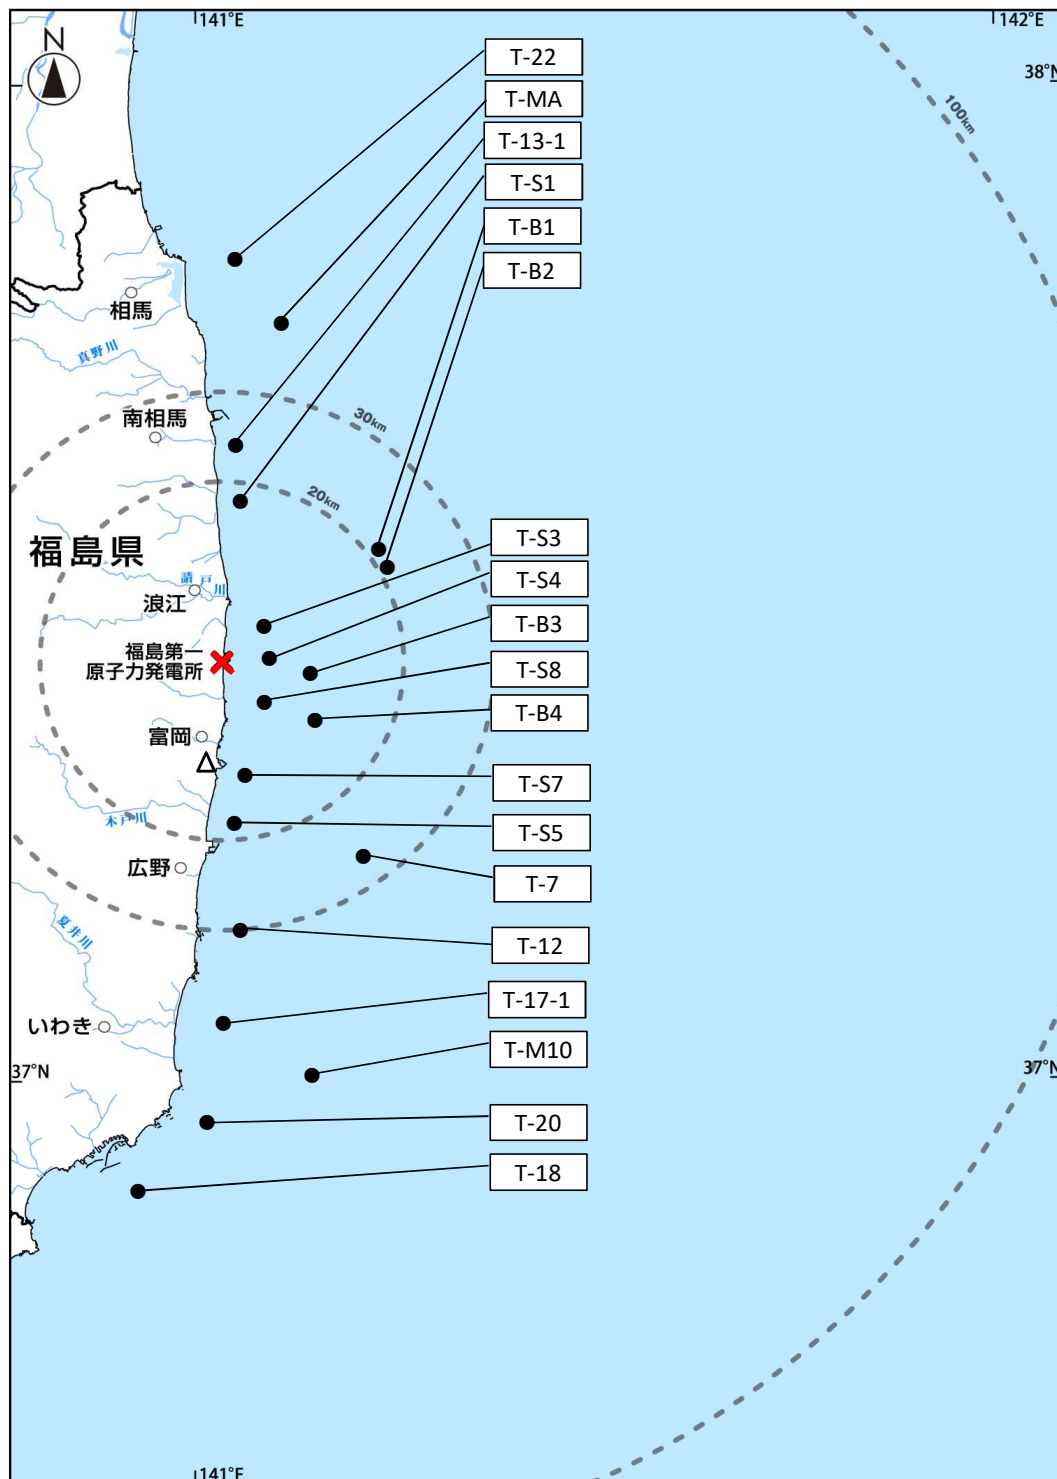 141°E
142°E
N
38°N
T-22
T-MA
100km
T-13-1
T-S1
T-B1
T-B2
相馬
真野川
30km
南相馬
20km
T-S3
福島県
請戸川
T-S4
浪江
T-B3
福島第一
原子力発電所
T-S8
T-B4
富岡
T-S7
木戸川
T-S5
広野
T-7
夏井川
T-12
T-17-1
いわき
T-M10
37°N
37°N
T-20
T-18
141°E